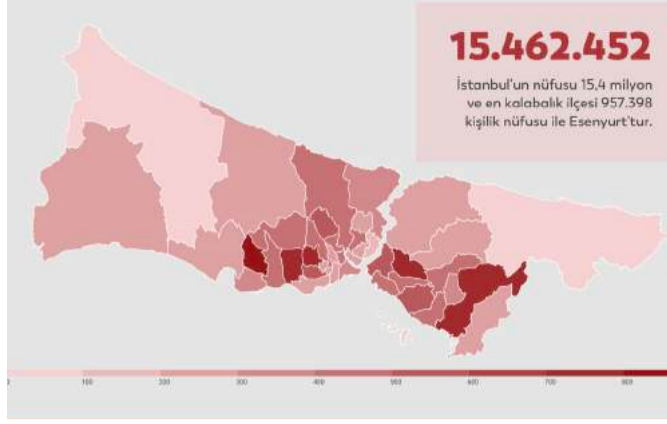 15.462.452
İstanbul'un nüfusu 15,4 milyon
ve en kalabalık ilçesi 957.398
kişilik nüfusu ile Esenyurt'tur.
100 200 300 400 500 600 700 800